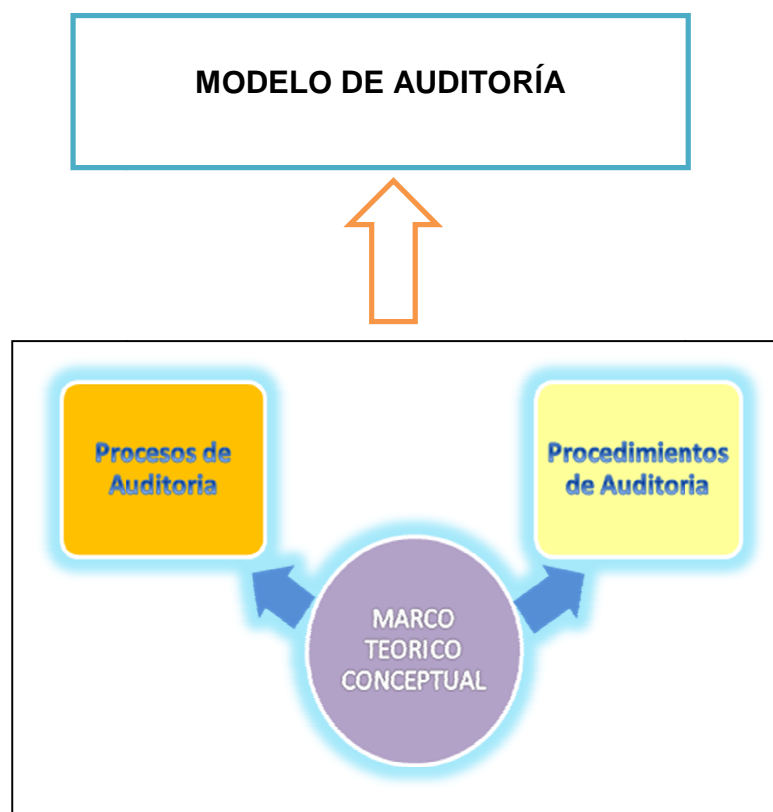 MODELO DE AUDITORÍA
Procesos de
Auditoria
Procedimientos
de Auditoria
MARCO
TEORICO
CONCEPTUAL